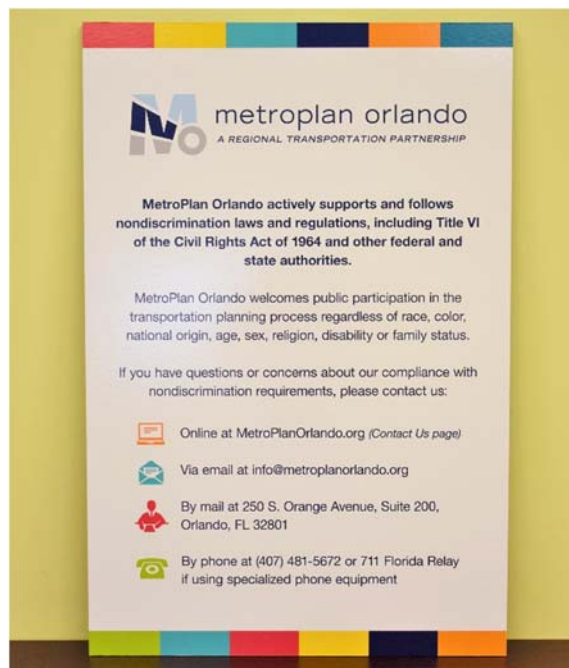 metroplan orlando
A REGIONAL TRANSPORTATION PARTNERSHIP
MetroPlan Orlando actively supports and follows
nondiscrimination laws and regulations, including Title VI
of the Civil Rights Act of 1964 and other federal and
state authorities.
MetroPlan Orlando welcomes public participation in the
transportation planning process regardless of race, color,
national origin, age, sex, religion, disability or family status.
If you have questions or concerns about our compliance with
nondiscrimination requirements, please contact us:
Online at MetroPlanOrlando.org (Contact Us page)
Via email at info@metroplanorlando.org
By mail at 250 S. Orange Avenue, Suite 200,
Orlando, FL 32801
By phone at (407) 481-5672 or 711 Florida Relay
if using specialized phone equipment